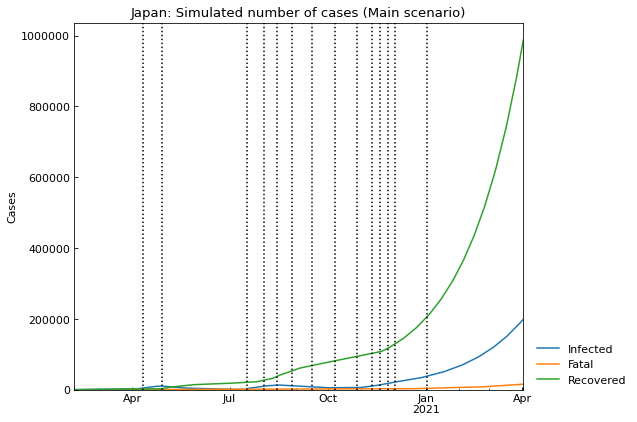 Japan: Simulated number of cases (Main scenario)
1000000
800000
600000
400000
200000
0
Cases
Apr
Jul
Oct
Jan
2021
Apr
Infected
Fatal
Recovered